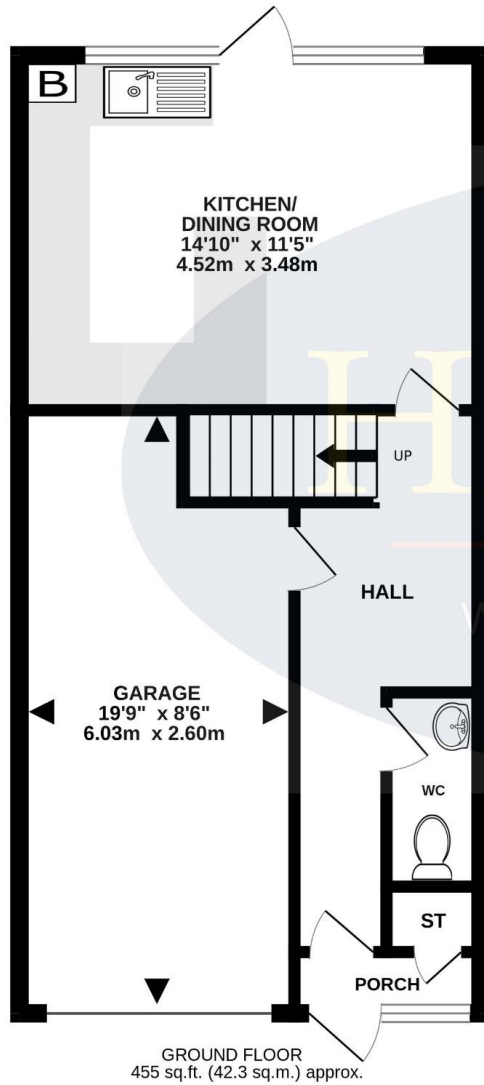 B
KITCHEN/
DINING ROOM
14'10" x 11'5"
4.52m x 3.48m
UP
HALL
GARAGE
19'9" x 8'6"
6.03m x 2.60m
WC
ST
PORCH
GROUND FLOOR
455 sq.ft. (42.3 sq.m.) approx.